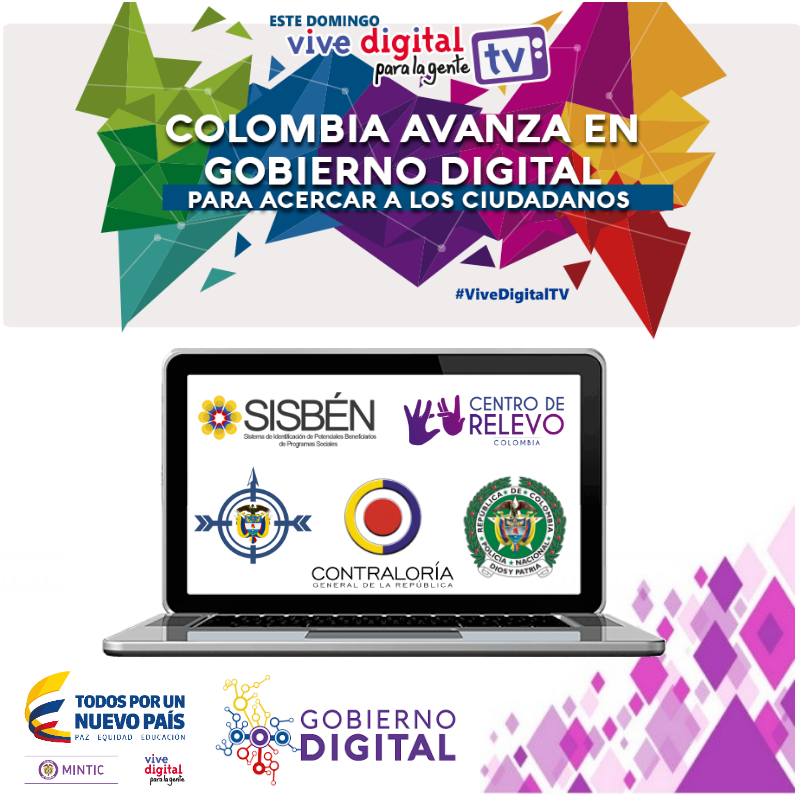 ESTE DOMINGO
vive digital
para la gente
tv
COLOMBIA AVANZA EN
GOBIERNO DIGITAL
PARA ACERCAR A LOS CIUDADANOS
#ViveDigitalTV
SISBÉN
Sistema de Identificación de Potenciales Beneficiarios
de Programas Sociales
CENTRO DE
RELEVO
COLOMBIA
CONTRALORÍA
GENERAL DE LA REPÚBLICA
REPÚBLICA DE COLOMBIA
POLICIA NACIONAL
DIOS Y PATRIA
TODOS POR UN
NUEVO PAÍS
PAZ EQUIDAD EDUCACIÓN
MINTIC
vive
digital
para la gente
GOBIERNO
DIGITAL